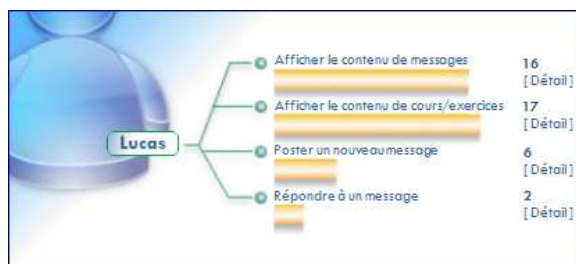 Afficher le contenu de messages 16
[Détail]
Afficher le contenu de cours/exercices 17
[Détail]
Lucas
Poster un nouveau message 6
[Détail]
Répondre à un message 2
[Détail]